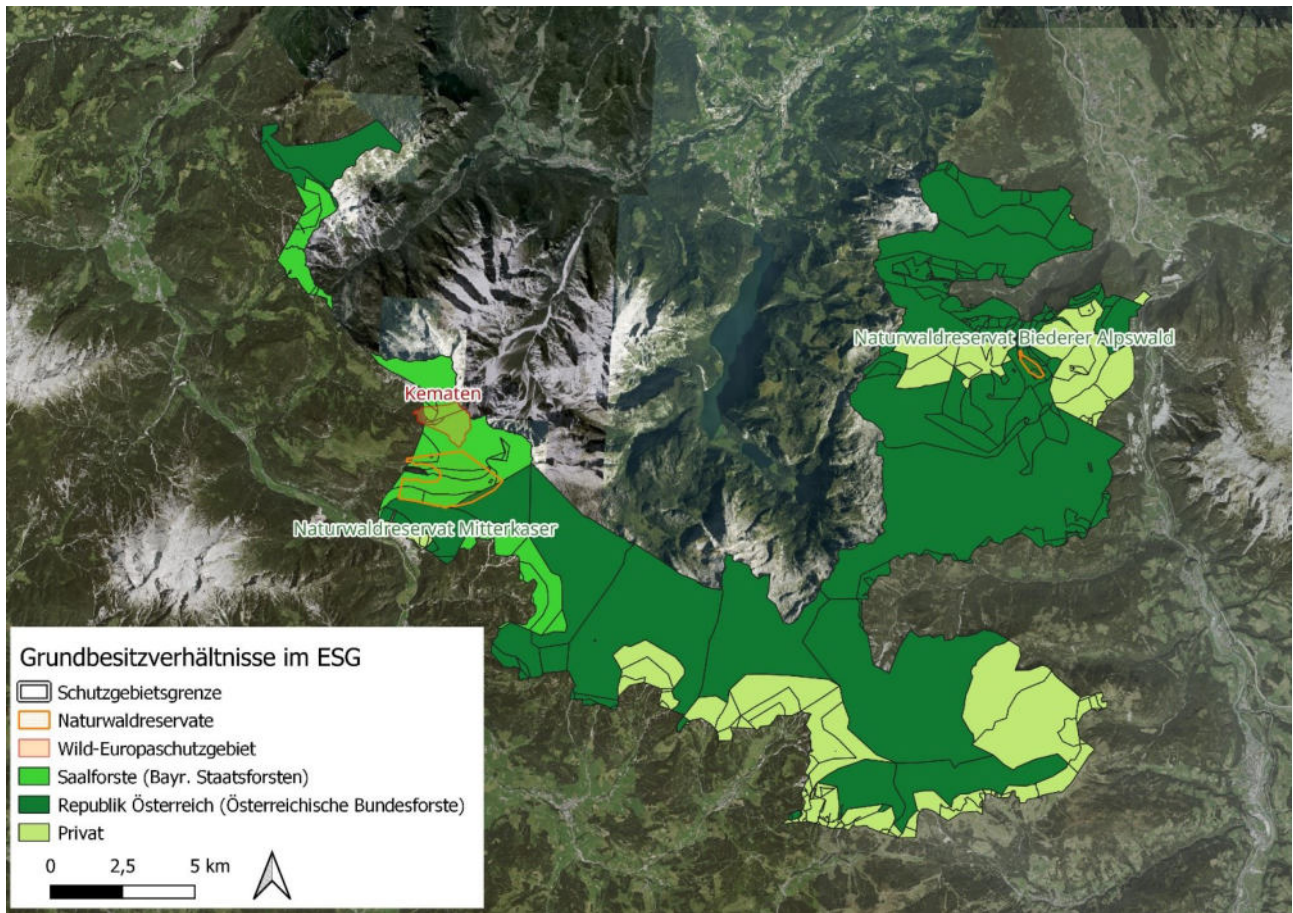 Naturwaldreservat Biederer Alpswald
Kematen
Naturwaldreservat Mitterkaser
Grundbesitzverhältnisse im ESG
Schutzgebietsgrenze
Naturwaldreservate
Wild-Europaschutzgebiet
Saalforste (Bayr. Staatsforsten)
Republik Österreich (Österreichische Bundesforste)
Privat
0 2,5 5 km